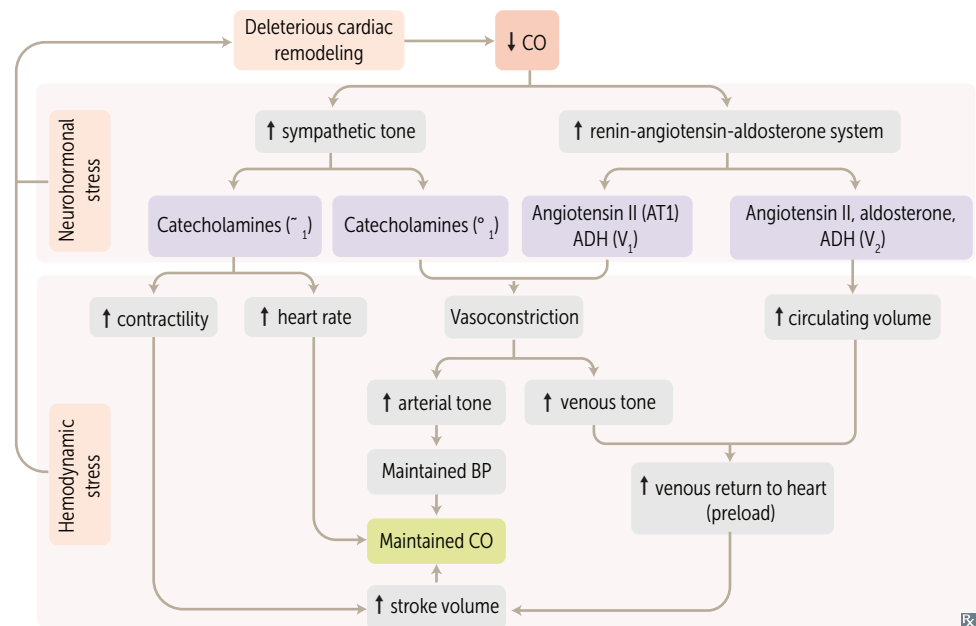 Deleterious cardiac
remodeling
↓ CO
Neurohormonal
stress
↑ sympathetic tone
↑ renin-angiotensin-aldosterone system
Catecholamines (˜₁)
Catecholamines (°₁)
Angiotensin II (AT1)
ADH (V₁)
Angiotensin II, aldosterone,
ADH (V₂)
Hemodynamic
stress
↑ contractility
↑ heart rate
Vasoconstriction
↑ circulating volume
↑ arterial tone
↑ venous tone
Maintained BP
↑ venous return to heart
(preload)
Maintained CO
↑ stroke volume
℞